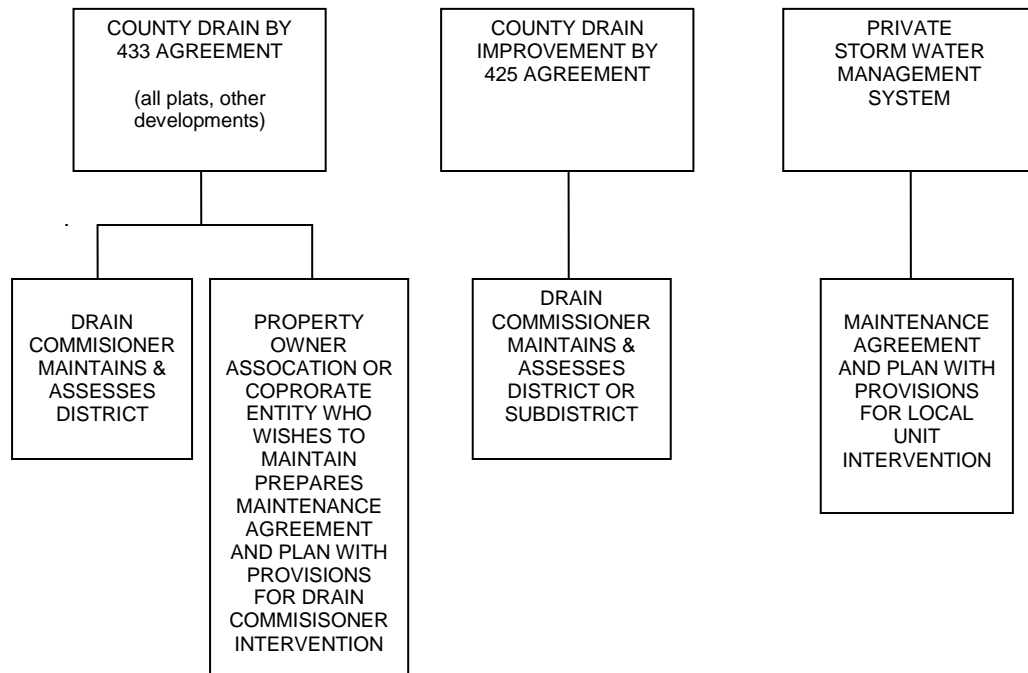 COUNTY DRAIN BY
433 AGREEMENT
(all plats, other
developments)
COUNTY DRAIN
IMPROVEMENT BY
425 AGREEMENT
PRIVATE
STORM WATER
MANAGEMENT
SYSTEM
DRAIN
COMMISIONER
MAINTAINS &
ASSESSES
DISTRICT
PROPERTY
OWNER
ASSOCATION OR
COPRORATE
ENTITY WHO
WISHES TO
MAINTAIN
PREPARES
MAINTENANCE
AGREEMENT
AND PLAN WITH
PROVISIONS
FOR DRAIN
COMMISISONER
INTERVENTION
DRAIN
COMMISSIONER
MAINTAINS &
ASSESSES
DISTRICT OR
SUBDISTRICT
MAINTENANCE
AGREEMENT
AND PLAN WITH
PROVISIONS
FOR LOCAL
UNIT
INTERVENTION